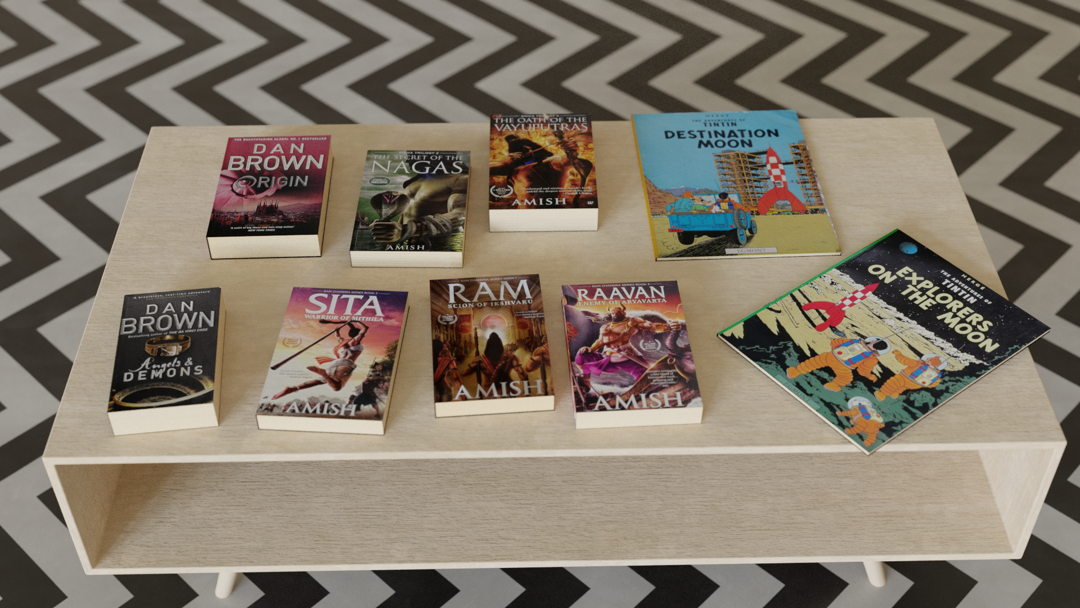 DAN
BROWN
ORIGIN
THE SECRET OF THE
NAGAS
AMISH
THE OATH OF THE
VAYUPUTRAS
AMISH
THE ADVENTURES OF
TINTIN
DESTINATION
MOON
EGMONT
DAN
BROWN
Angels &
DEMONS
SITA
WARRIOR OF MITHILA
AMISH
RAM
SCION OF IKSHVAKU
AMISH
RAAVAN
ENEMY OF ARYAVARTA
AMISH
HERGÉ
THE ADVENTURES OF
TINTIN
EXPLORERS
ON THE MOON